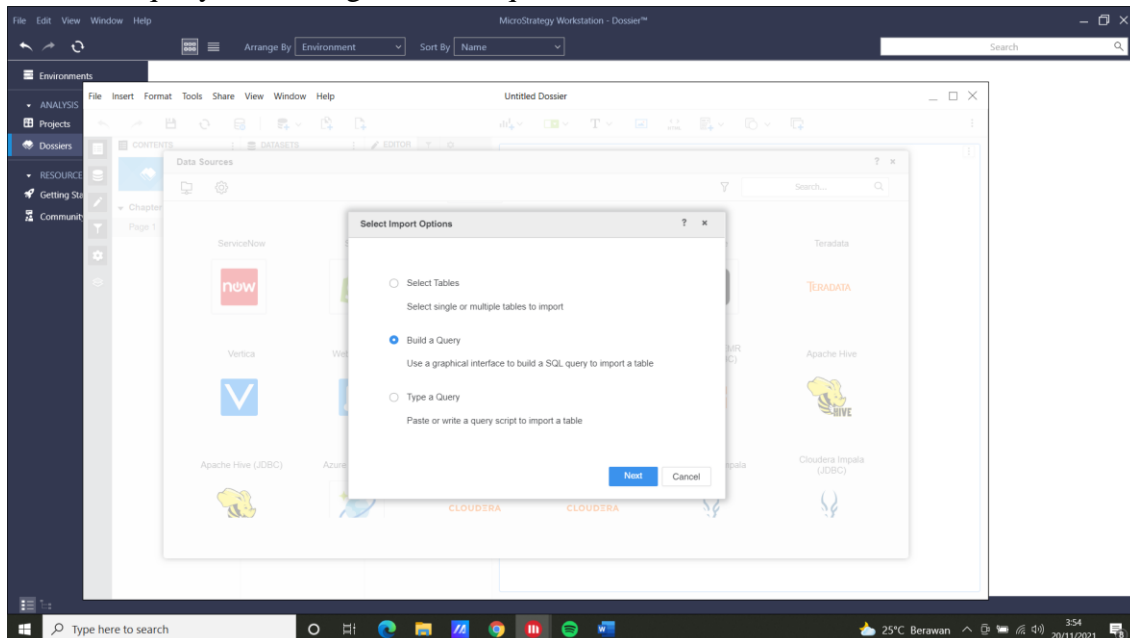 File Edit View Window Help
MicroStrategy Workstation - Dossier™
Arrange By Environment Sort By Name
Search
Environments
ANALYSIS
Projects
Dossiers
RESOURCE
Getting Sta
Communit
File Insert Format Tools Share View Window Help
Untitled Dossier
CONTENTS DATASETS EDITOR
Chapter
Page 1
Data Sources
Search...
ServiceNow
Teradata
now
TERADATA
Vertica
Apache Hive
HIVE
Apache Hive (JDBC)
Azure
Cloudera Impala (JDBC)
CLOUDERA
CLOUDERA
Select Import Options
Select Tables
Select single or multiple tables to import
Build a Query
Use a graphical interface to build a SQL query to import a table
Type a Query
Paste or write a query script to import a table
Next Cancel
Type here to search
25°C Berawan
3:54
20/11/2021